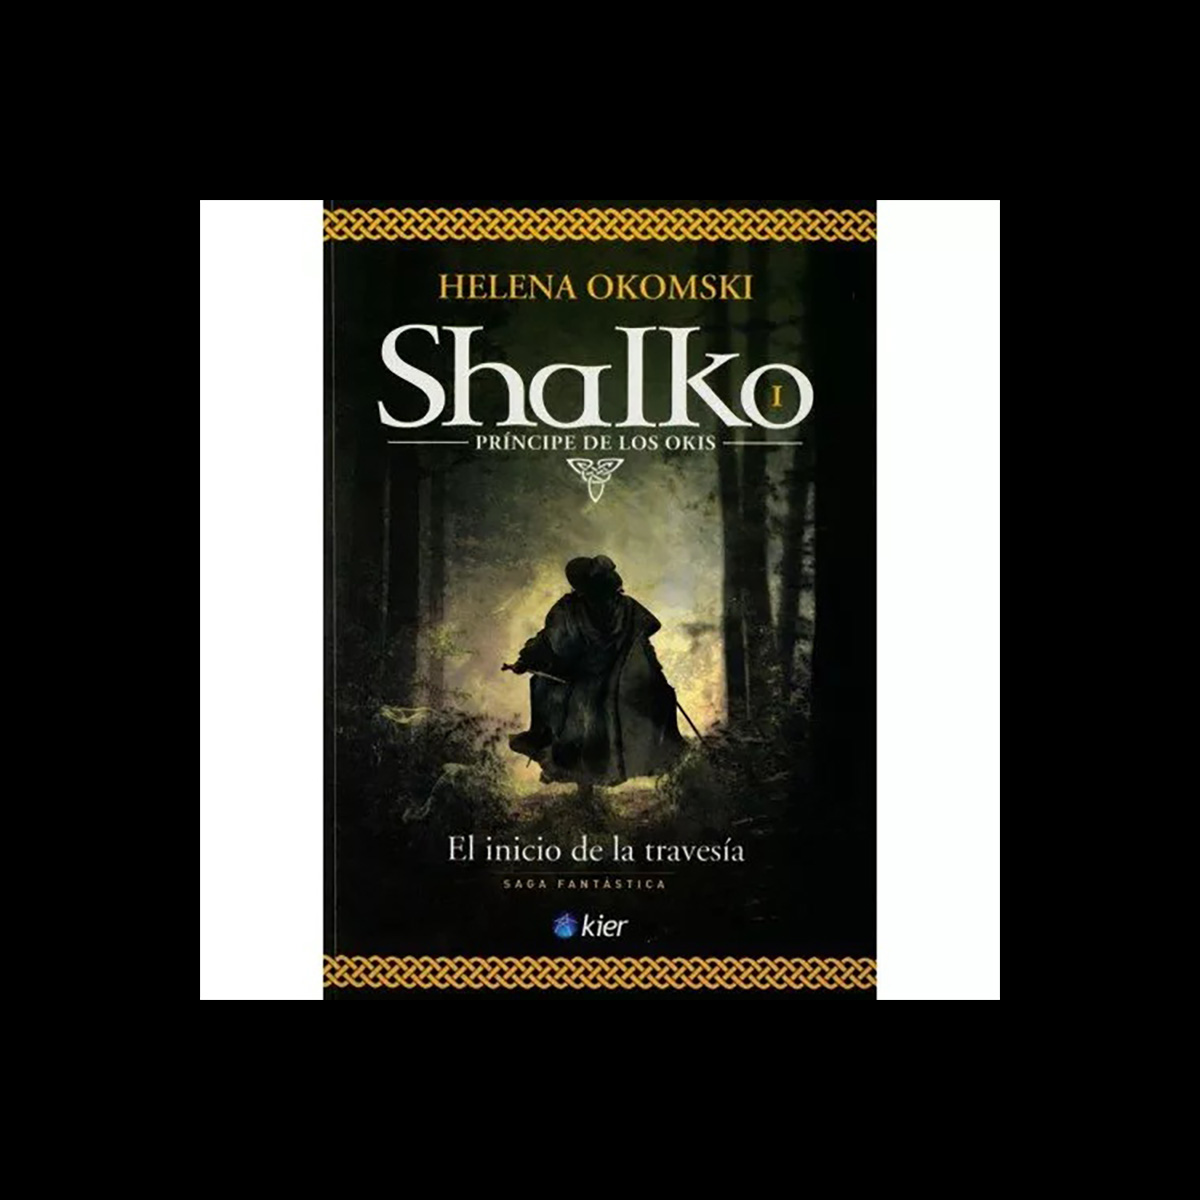 HELENA OKOMSKI
Shalko
I
PRÍNCIPE DE LOS OKIS
El inicio de la travesía
SAGA FANTÁSTICA
kier